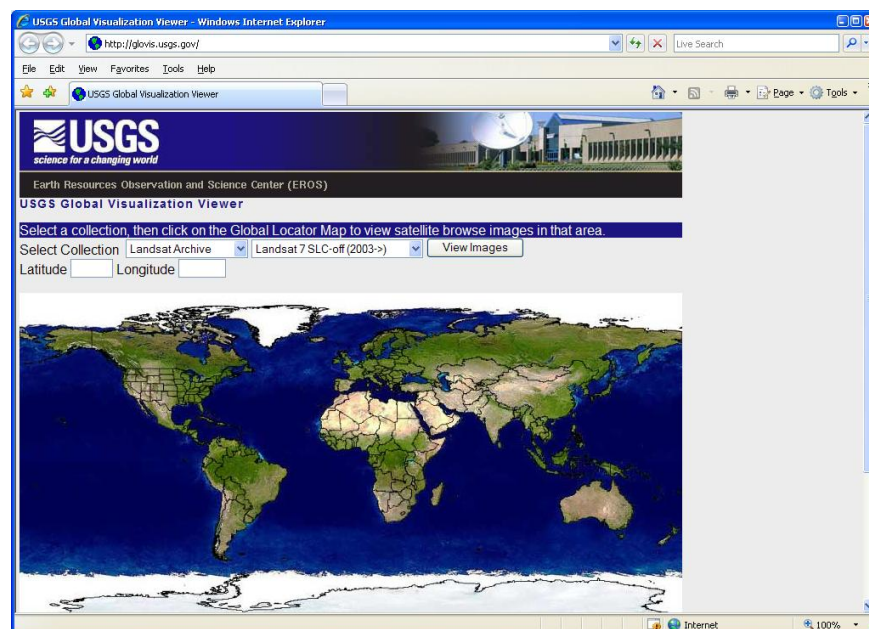 USGS Global Visualization Viewer - Windows Internet Explorer
http://glovis.usgs.gov/
Live Search
File Edit View Favorites Tools Help
USGS Global Visualization Viewer
Page Tools
USGS
science for a changing world
Earth Resources Observation and Science Center (EROS)
USGS Global Visualization Viewer
Select a collection, then click on the Global Locator Map to view satellite browse images in that area.
Select Collection Landsat Archive Landsat 7 SLC-off (2003->) View Images
Latitude Longitude
Internet 100%